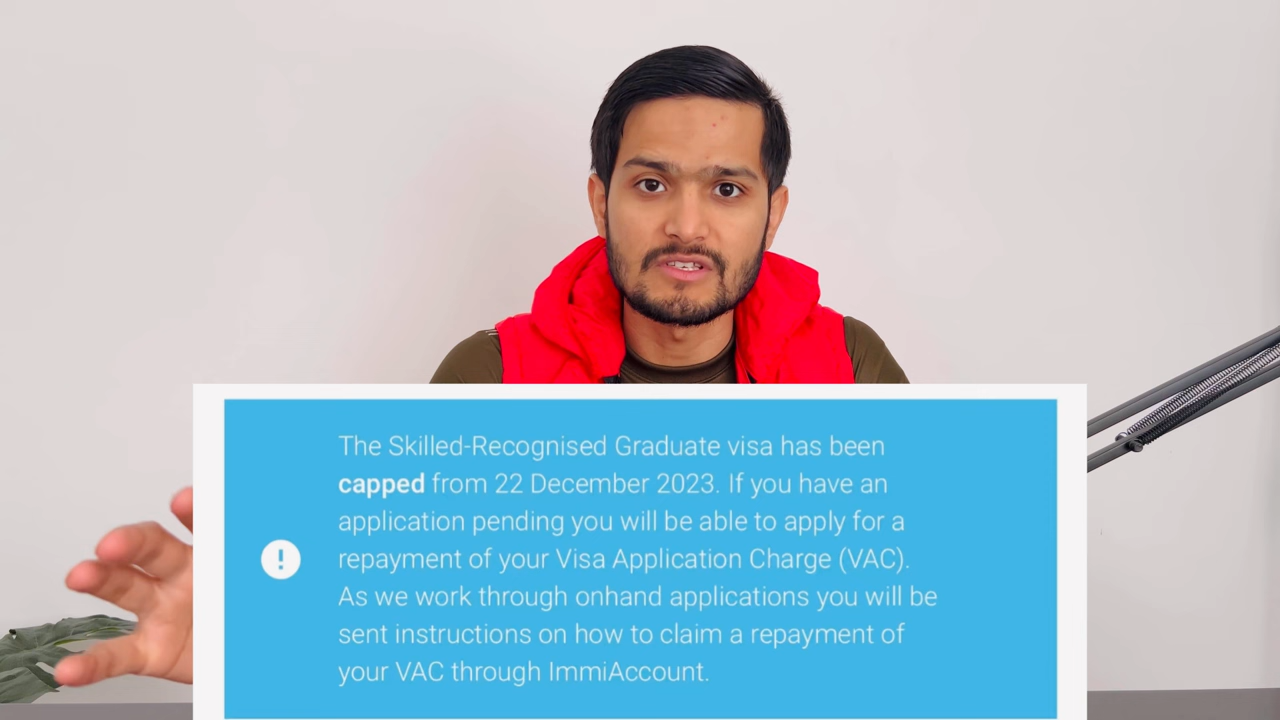 The Skilled-Recognised Graduate visa has been
capped from 22 December 2023. If you have an
application pending you will be able to apply for a
repayment of your Visa Application Charge (VAC).
As we work through onhand applications you will be
sent instructions on how to claim a repayment of
your VAC through ImmiAccount.